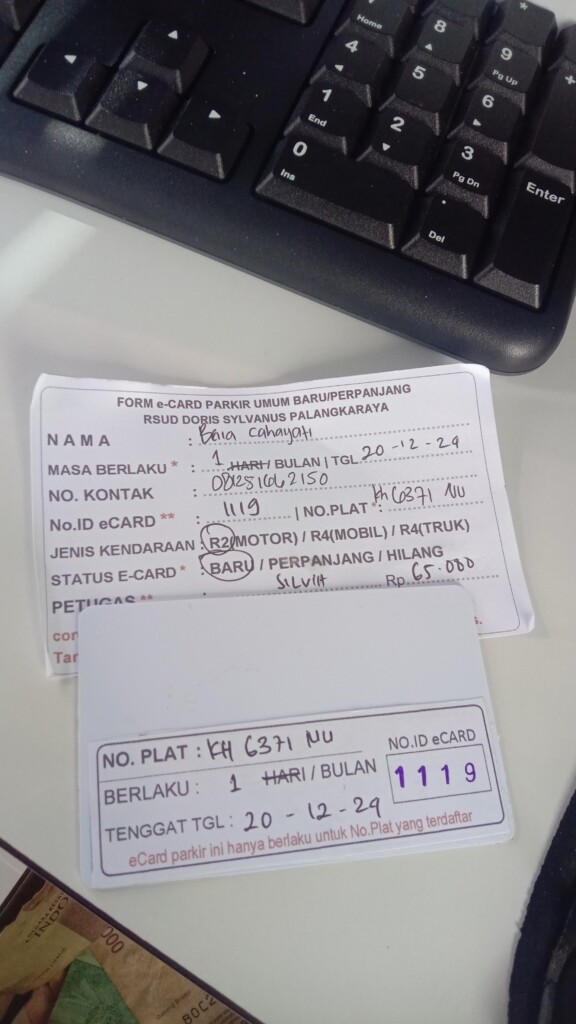 Home
8
*
9
Pg Up
+
4
5
6
1
End
2
3
Pg Dn
Enter
0
Ins
.
Del
FORM e-CARD PARKIR UMUM BARU/PERPANJANG
RSUD DORIS SYLVANUS PALANGKARAYA
NAMA : Beia Cahayati
MASA BERLAKU * : 1 HARI / BULAN | TGL 20-12-24
NO. KONTAK : 081251662150
No.ID eCARD ** : 1119 | NO.PLAT * : Kh 6371 NU
JENIS KENDARAAN : R2(MOTOR) / R4(MOBIL) / R4(TRUK)
STATUS E-CARD * : BARU / PERPANJANG / HILANG
PETUGAS ** SILVIA Rp. 65.000
NO. PLAT : KH 6371 NU
NO.ID eCARD
BERLAKU : 1 HARI / BULAN
1119
TENGGAT TGL : 20 - 12 - 24
eCard parkir ini hanya berlaku untuk No.Plat yang terdaftar